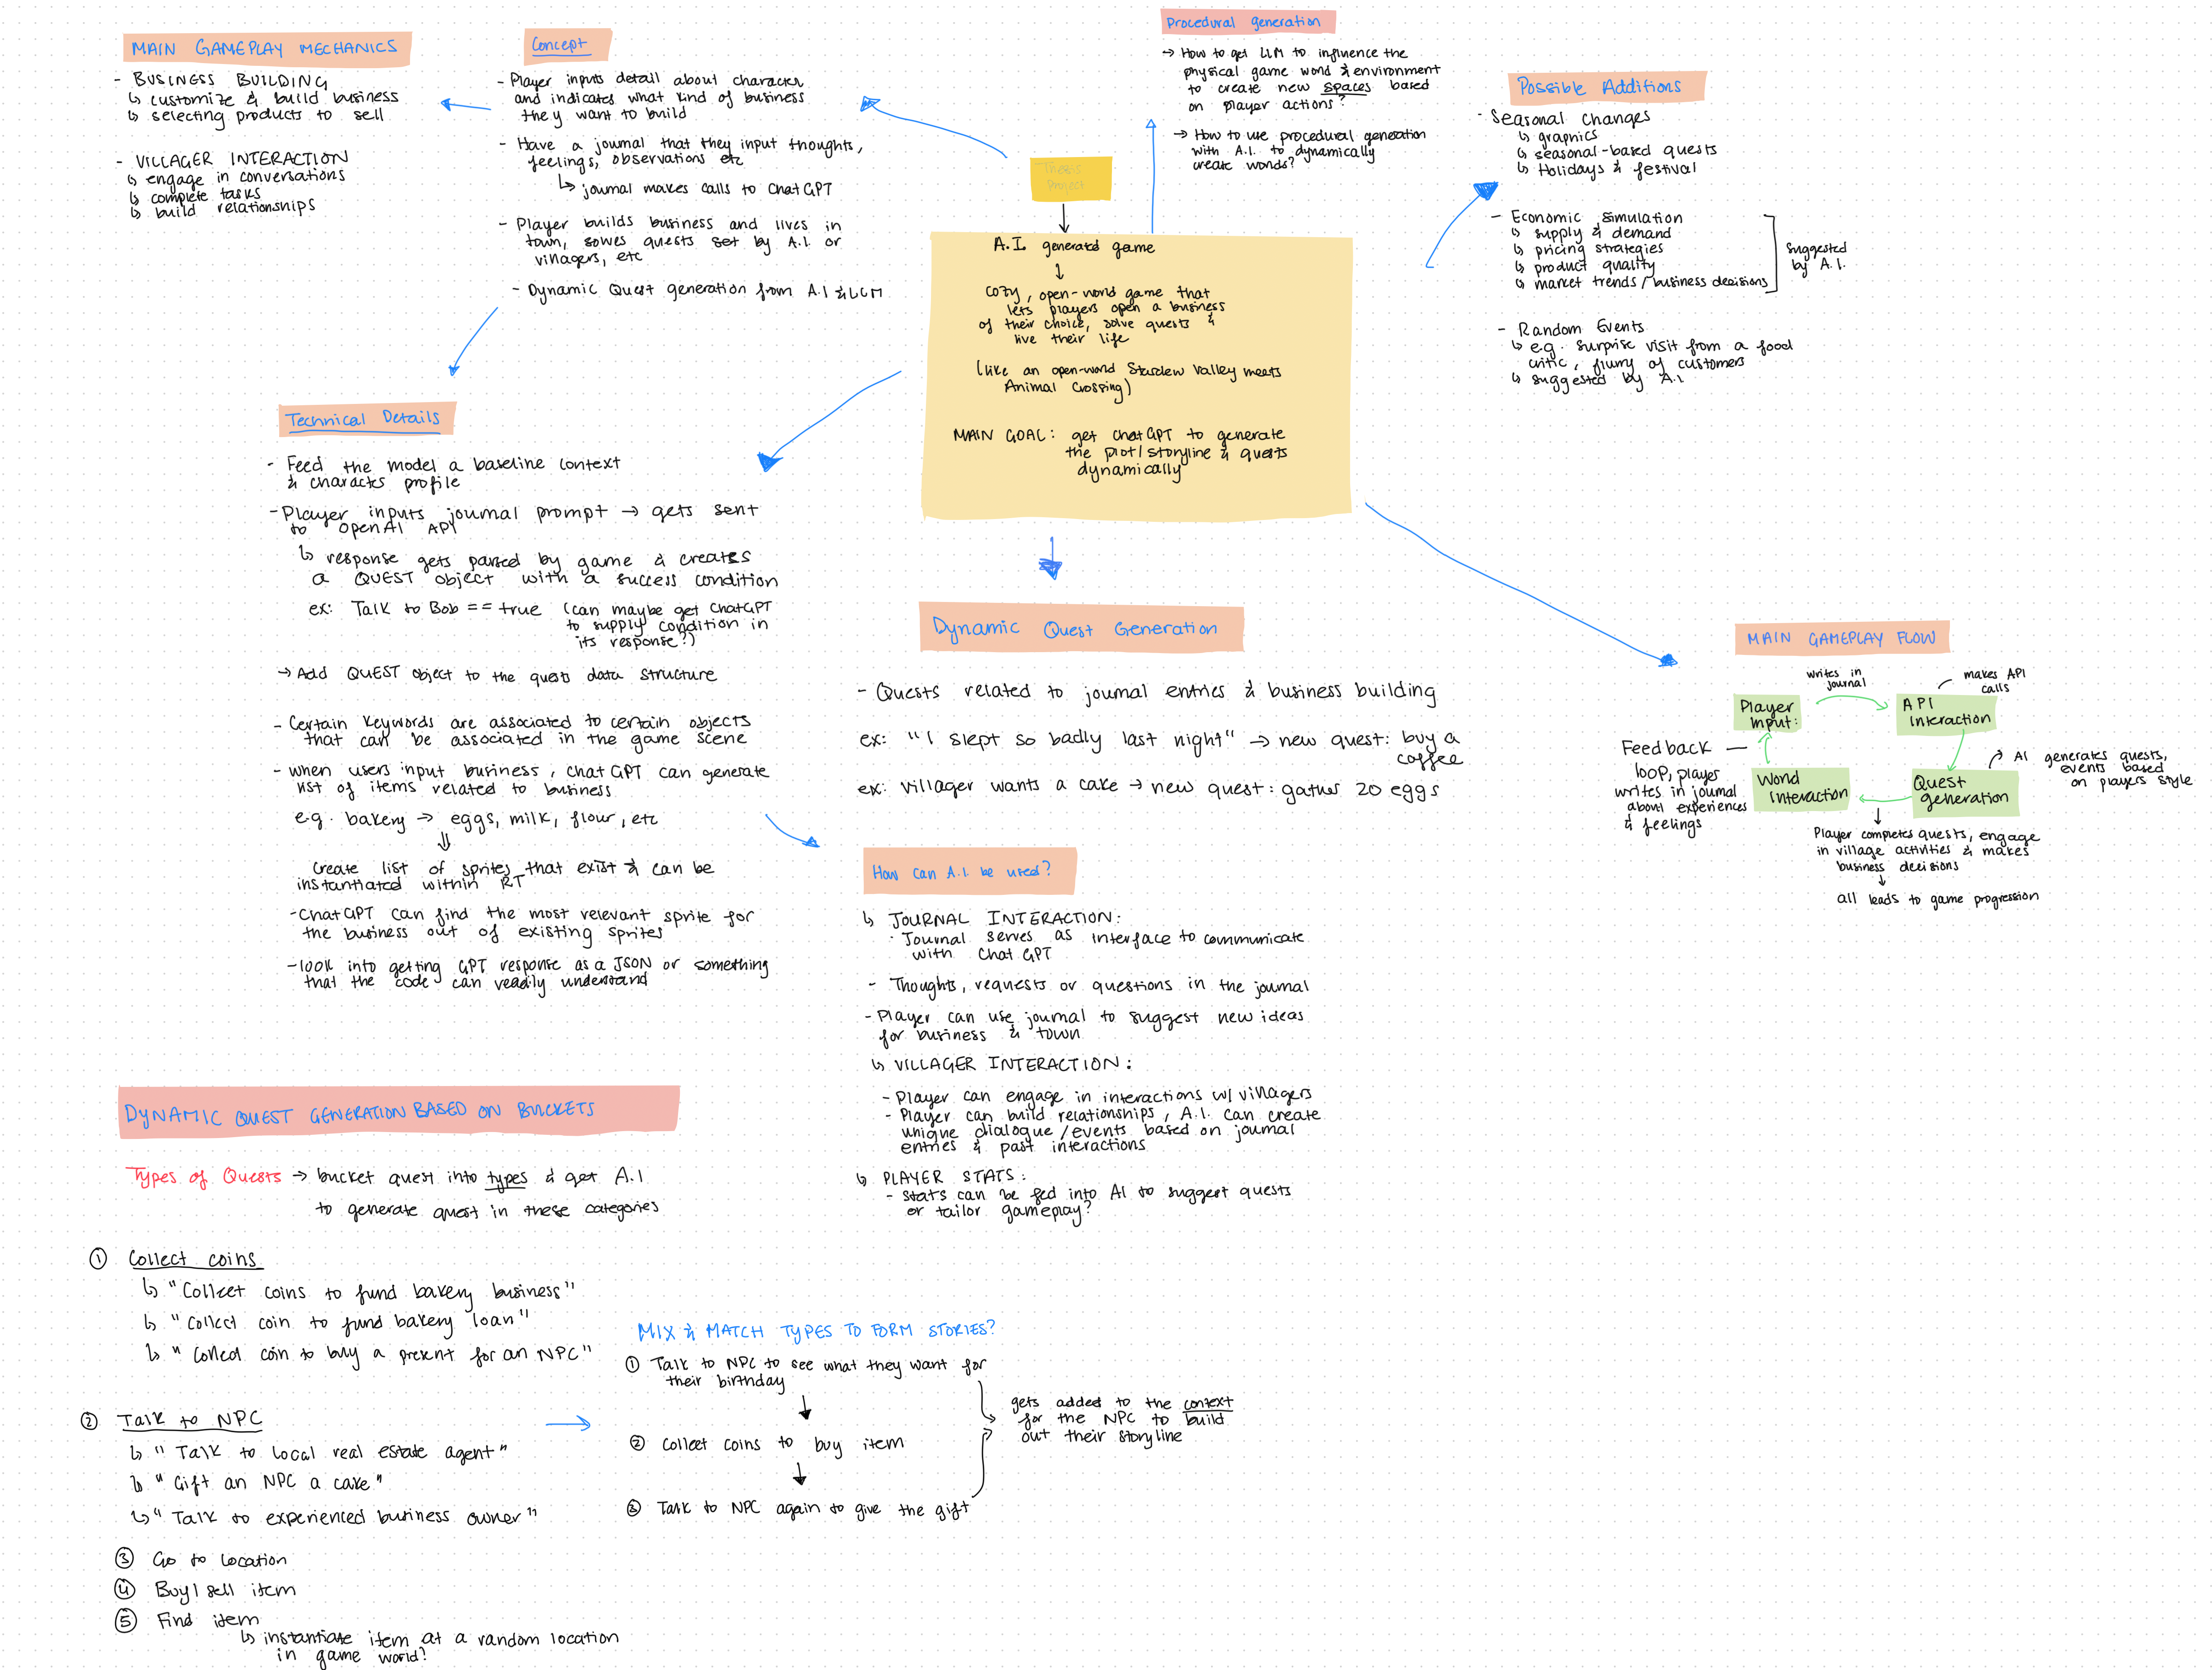 MAIN GAMEPLAY MECHANICS
- BUSINESS BUILDING
↳ customize & build business
↳ selecting products to sell
- VILLAGER INTERACTION
↳ engage in conversations
↳ complete tasks
↳ build relationships
Concept
- Player inputs detail about character
and indicates what kind of business
they want to build
- Have a journal that they input thoughts,
feelings, observations etc
↳ journal makes calls to ChatGPT
- Player builds business and lives in
town, solves quests set by A.I. or
villagers, etc
- Dynamic Quest generation from A.I & LLM
Procedural generation
→ How to get LLM to influence the
physical game world & environment
to create new spaces based
on player actions?
→ How to use procedural generation
with A.I. to dynamically
create worlds?
Possible Additions
- Seasonal changes
↳ graphics
↳ seasonal-based quests
↳ Holidays & festival
- Economic simulation
↳ supply & demand
↳ pricing strategies
↳ product quality
↳ market trends / business decisions
suggested
by A.I.
- Random Events
↳ e.g. surprise visit from a food
critic, flurry of customers
↳ suggested by A.I
Thesis
Project
A.I. generated game
↓
cozy, open-world game that
lets players open a business
of their choice, solve quests &
live their life
(like an open-world Stardew Valley meets
Animal Crossing)
MAIN GOAL: get chatGPT to generate
the plot/storyline & quests
dynamically
Technical Details
- Feed the model a baseline context
& character profile
- Player inputs journal prompt → gets sent
to OpenAI API
↳ response gets parsed by game & creates
a QUEST object with a success condition
ex: Talk to Bob == true (can maybe get ChatGPT
to supply condition in
its response?)
→ Add QUEST object to the quests data structure
- Certain keywords are associated to certain objects
that can be associated in the game scene
- when users input business, chatGPT can generate
list of items related to business
e.g. bakery → eggs, milk, flour, etc
⇓
create list of sprites that exist & can be
instantiated within RT
- ChatGPT can find the most relevant sprite for
the business out of existing sprites
- look into getting GPT response as a JSON or something
that the code can readily understand
Dynamic Quest Generation
- Quests related to journal entries & business building
ex: "I slept so badly last night" → new quest: buy a
coffee
ex: villager wants a cake → new quest: gather 20 eggs
How can A.I. be used?
↳ JOURNAL INTERACTION:
· Journal serves as interface to communicate
with Chat GPT
- Thoughts, requests or questions in the journal
- Player can use journal to suggest new ideas
for business & town
↳ VILLAGER INTERACTION:
- Player can engage in interactions w/ villagers
- Player can build relationships, A.I. can create
unique dialogue/events based on journal
entries & past interactions
↳ PLAYER STATS:
- Stats can be fed into AI to suggest quests
or tailor gameplay?
MAIN GAMEPLAY FLOW
writes in
journal
makes API
calls
Player
Input:
API
Interaction
Feedback
loop, player
writes in journal
about experiences
& feelings
World
Interaction
Quest
generation
AI generates quests,
events based
on players style
Player completes quests, engage
in village activities & makes
business decisions
↓
all leads to game progression
DYNAMIC QUEST GENERATION BASED ON BUCKETS
Types of Quests → bucket quest into types & get A.I
to generate quest in these categories
① Collect coins
↳ "Collect coins to fund bakery business"
↳ "Collect coin to fund bakery loan"
↳ "Collect coin to buy a present for an NPC"
② Talk to NPC
↳ "Talk to local real estate agent"
↳ "Gift an NPC a cake"
↳ "Talk to experienced business owner"
③ Go to location
④ Buy/sell item
⑤ Find item
↳ instantiate item at a random location
in game world?
MIX & MATCH TYPES TO FORM STORIES?
① Talk to NPC to see what they want for
their birthday
↓
② Collect coins to buy item
↓
③ Talk to NPC again to give the gift
gets added to the context
for the NPC to build
out their storyline